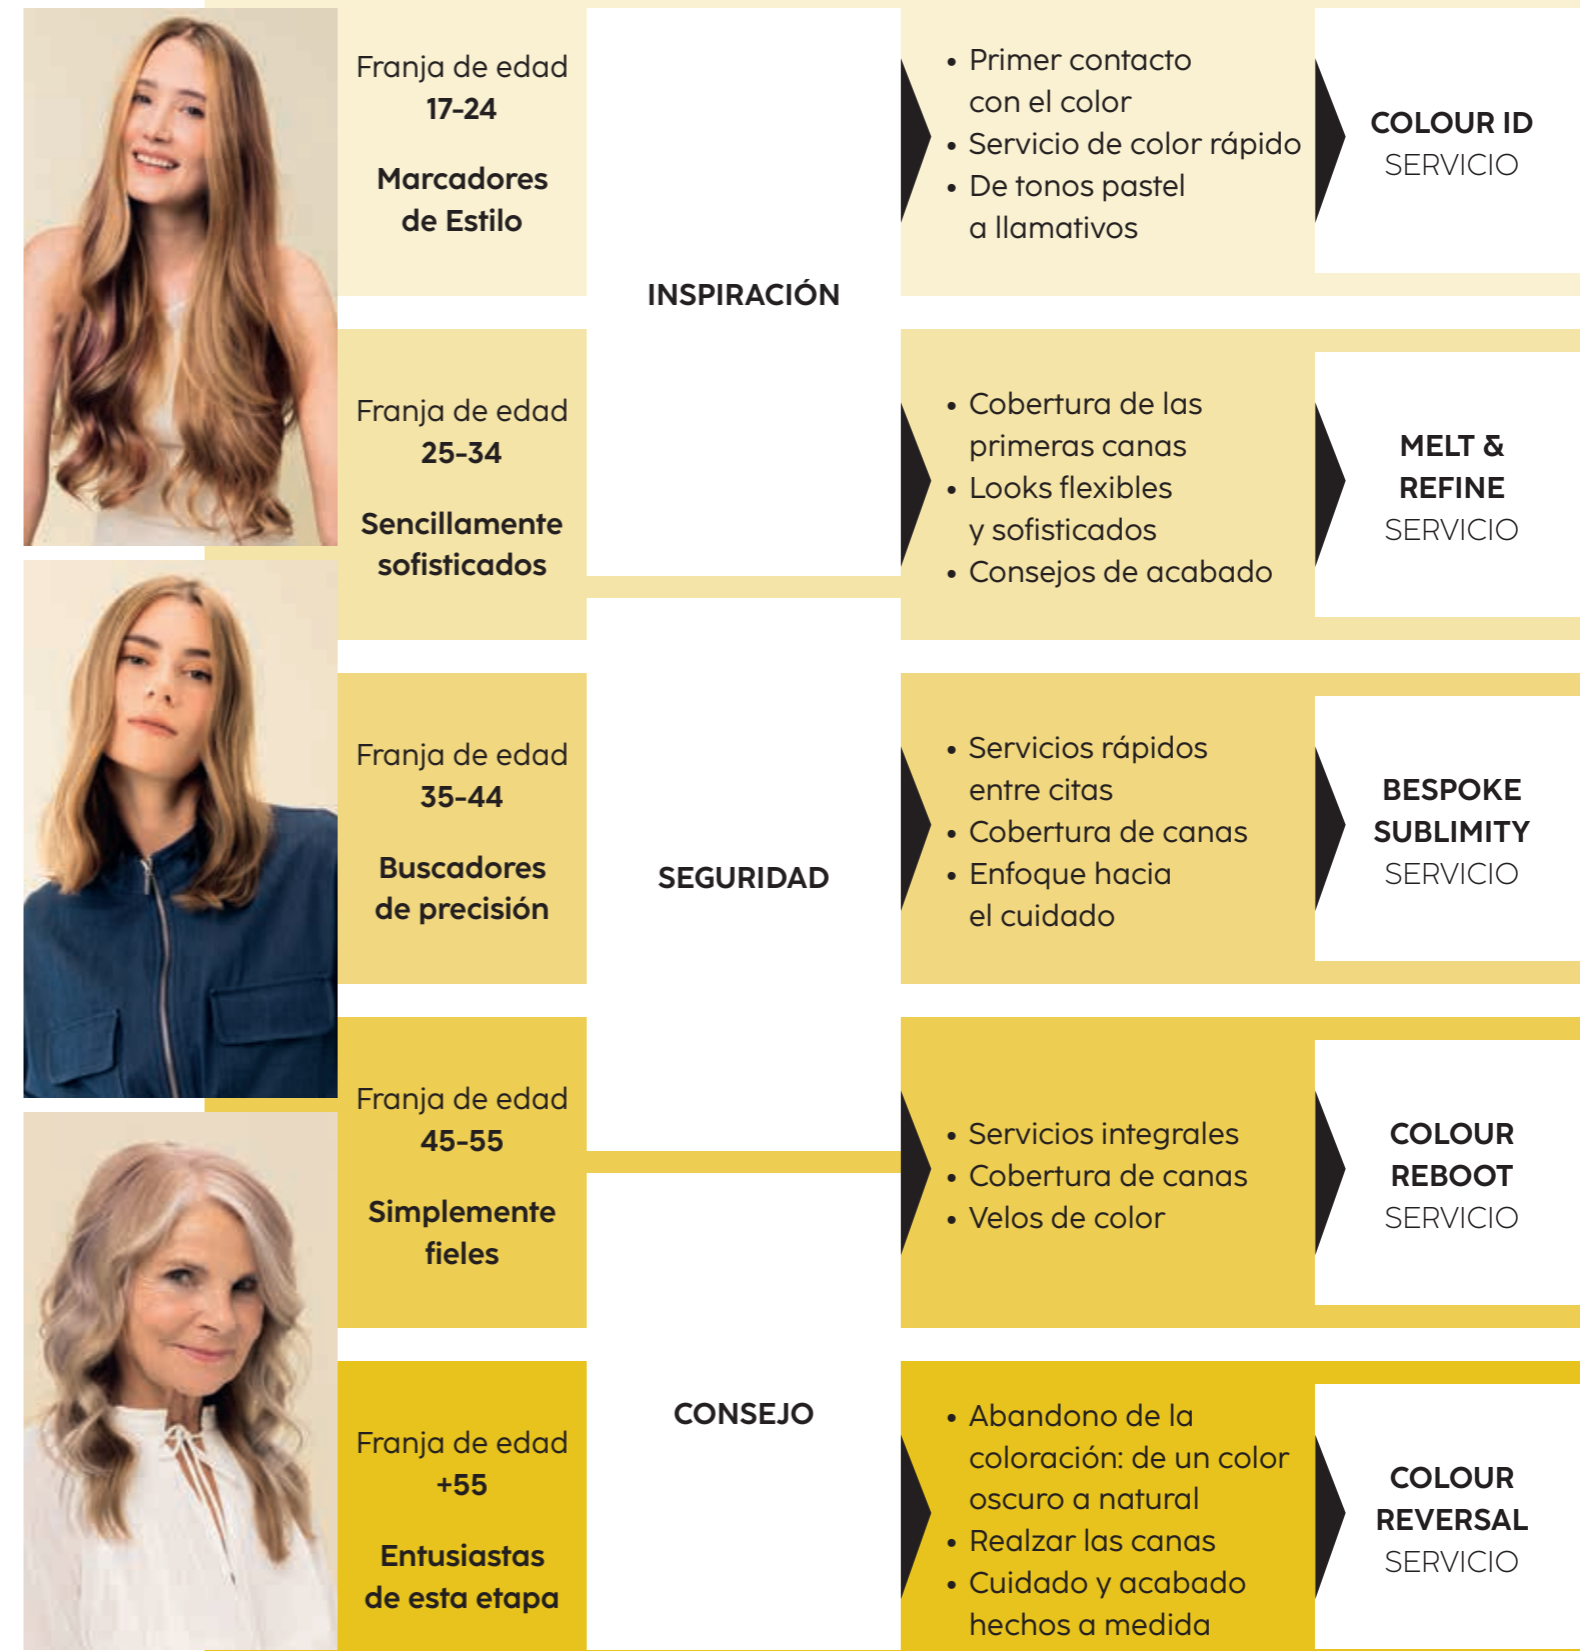 Franja de edad
17-24
Marcadores
de Estilo
INSPIRACIÓN
• Primer contacto
con el color
• Servicio de color rápido
• De tonos pastel
a llamativos
COLOUR ID
SERVICIO
Franja de edad
25-34
Sencillamente
sofisticados
• Cobertura de las
primeras canas
• Looks flexibles
y sofisticados
• Consejos de acabado
MELT &
REFINE
SERVICIO
Franja de edad
35-44
Buscadores
de precisión
SEGURIDAD
• Servicios rápidos
entre citas
• Cobertura de canas
• Enfoque hacia
el cuidado
BESPOKE
SUBLIMITY
SERVICIO
Franja de edad
45-55
Simplemente
fieles
• Servicios integrales
• Cobertura de canas
• Velos de color
COLOUR
REBOOT
SERVICIO
Franja de edad
+55
Entusiastas
de esta etapa
CONSEJO
• Abandono de la
coloración: de un color
oscuro a natural
• Realzar las canas
• Cuidado y acabado
hechos a medida
COLOUR
REVERSAL
SERVICIO